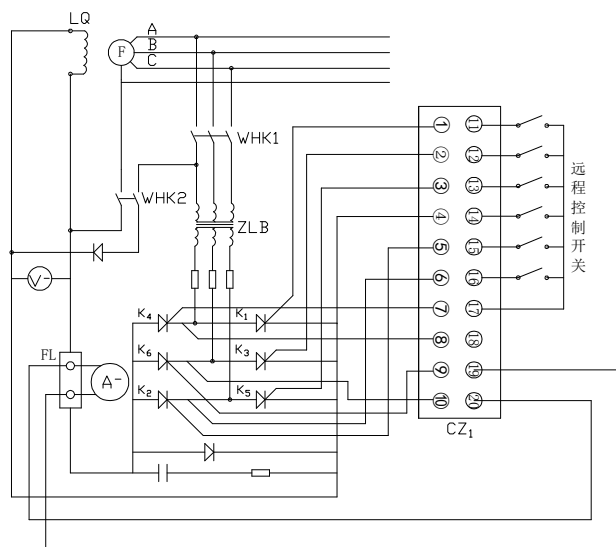 LQ
A
B
C
F
WHK1
WHK2
ZLB
V-
FL
A-
K4
K1
K6
K3
K2
K5
1
2
3
4
5
6
7
8
9
10
11
12
13
14
15
16
17
18
19
20
CZ1
远程控制开关